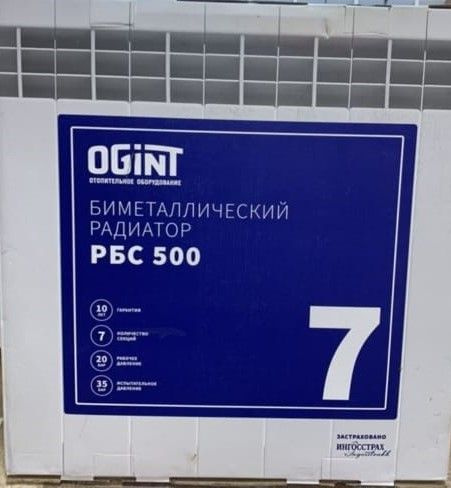 OGiNT
ОТОПИТЕЛЬНОЕ ОБОРУДОВАНИЕ
БИМЕТАЛЛИЧЕСКИЙ
РАДИАТОР
РБС 500
10 ЛЕТ ГАРАНТИЯ
7 КОЛИЧЕСТВО СЕКЦИЙ
20 БАР РАБОЧЕЕ ДАВЛЕНИЕ
35 БАР ИСПЫТАТЕЛЬНОЕ ДАВЛЕНИЕ
7
ЗАСТРАХОВАНО
ИНГОССТРАХ
Ingosstrakh